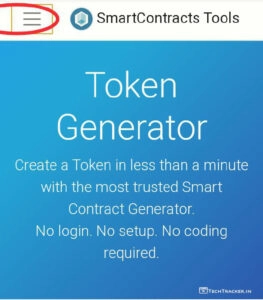 SmartContracts Tools
Token
Generator
Create a Token in less than a minute
with the most trusted Smart
Contract Generator.
No login. No setup. No coding
required.
TECHTRACKER.IN